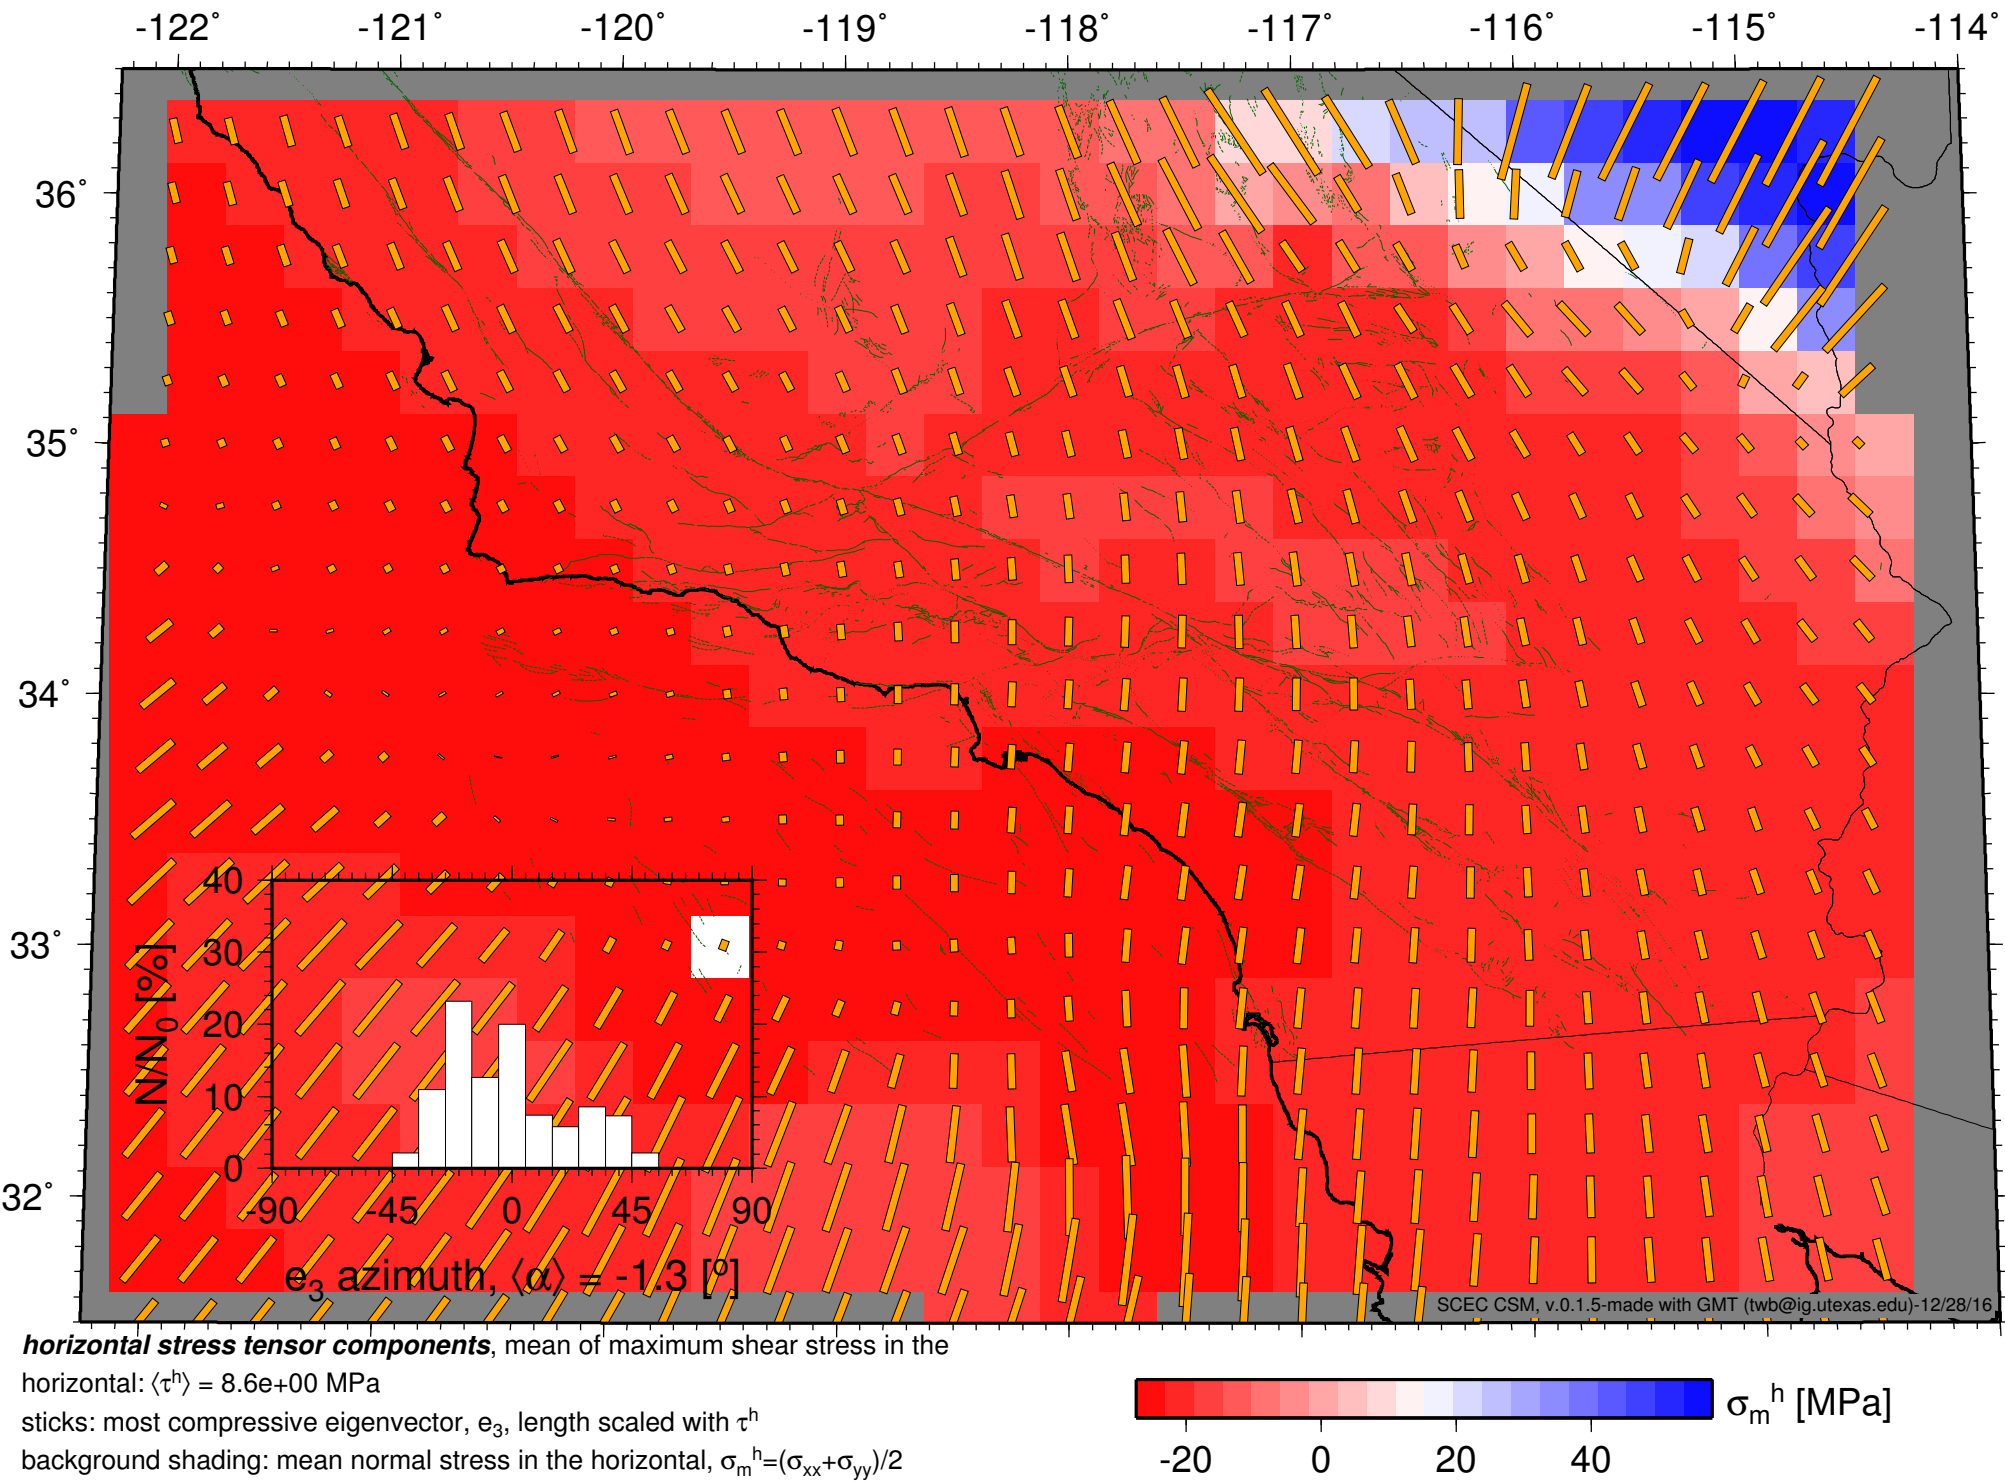 -122° -121° -120° -119° -118° -117° -116° -115° -114°
36°
35°
34°
33°
32°
40
30
20
10
0
N/N0 [%]
-90 -45 0 45 90
e3 azimuth, ⟨α⟩ = -1.3 [°]
SCEC CSM, v.0.1.5-made with GMT (twb@ig.utexas.edu)-12/28/16
horizontal stress tensor components, mean of maximum shear stress in the
horizontal: ⟨τh⟩ = 8.6e+00 MPa
sticks: most compressive eigenvector, e3, length scaled with τh
background shading: mean normal stress in the horizontal, σmh=(σxx+σyy)/2
σmh [MPa]
-20 0 20 40